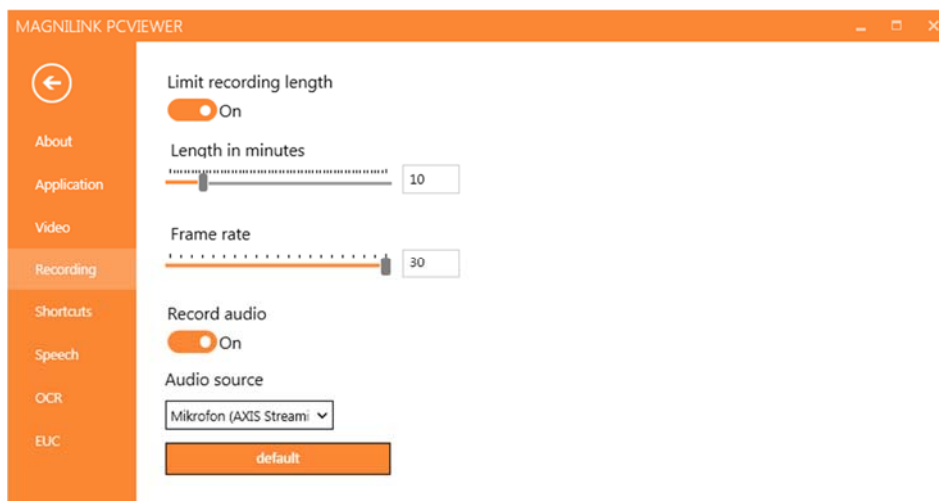 MAGNILINK PCVIEWER
About
Application
Video
Recording
Shortcuts
Speech
OCR
EUC
Limit recording length
On
Length in minutes
10
Frame rate
30
Record audio
On
Audio source
Mikrofon (AXIS Streami
default